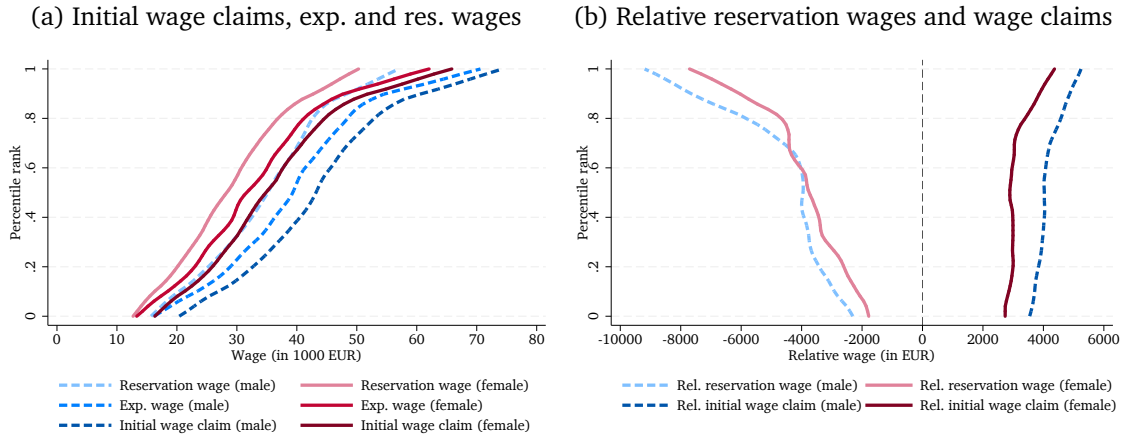 (a) Initial wage claims, exp. and res. wages
Percentile rank
1
.8
.6
.4
.2
0
0 10 20 30 40 50 60 70 80
Wage (in 1000 EUR)
Reservation wage (male) Reservation wage (female)
Exp. wage (male) Exp. wage (female)
Initial wage claim (male) Initial wage claim (female)
(b) Relative reservation wages and wage claims
Percentile rank
1
.8
.6
.4
.2
0
-10000 -8000 -6000 -4000 -2000 0 2000 4000 6000
Relative wage (in EUR)
Rel. reservation wage (male) Rel. reservation wage (female)
Rel. initial wage claim (male) Rel. initial wage claim (female)